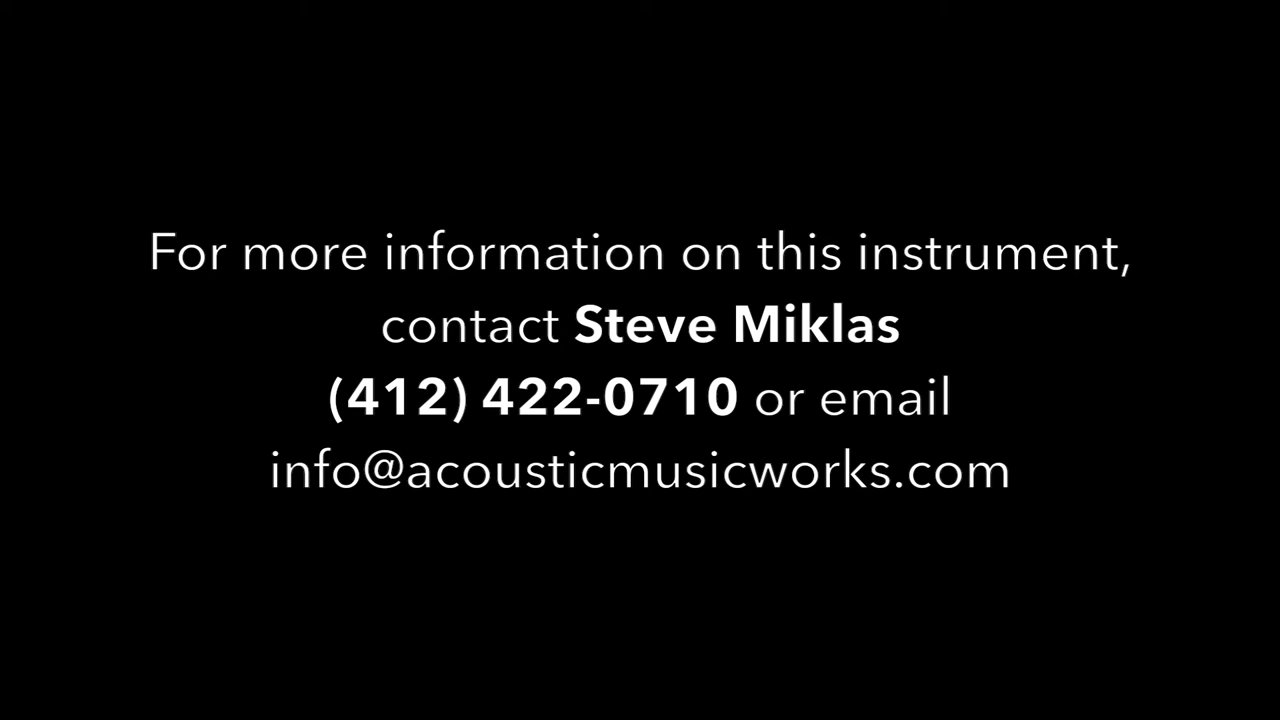 For more information on this instrument,
contact Steve Miklas
(412) 422-0710 or email
info@acousticmusicworks.com